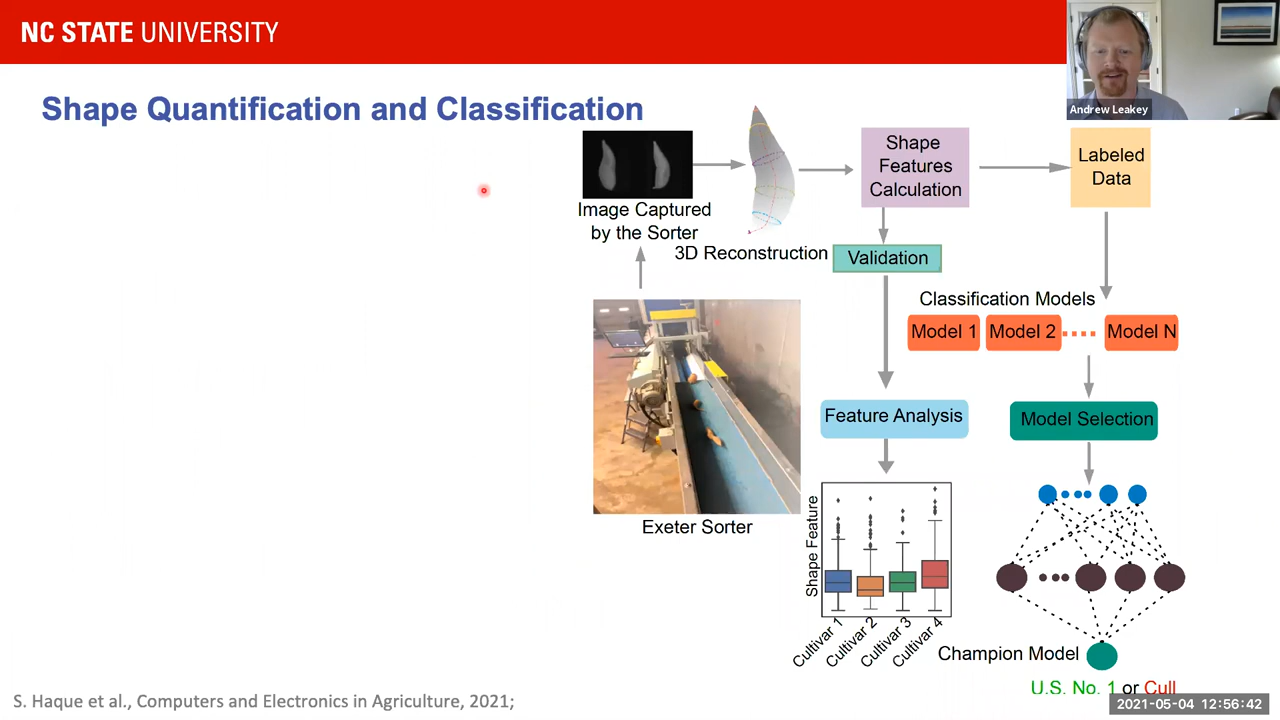 NC STATE UNIVERSITY
Andrew Leakey
Shape Quantification and Classification
Image Captured
by the Sorter
3D Reconstruction
Shape
Features
Calculation
Labeled
Data
Validation
Classification Models
Model 1
Model 2
Model N
Feature Analysis
Model Selection
Exeter Sorter
Shape Feature
Cultivar 1
Cultivar 2
Cultivar 3
Cultivar 4
Champion Model
U.S. No. 1 or Cull
S. Haque et al., Computers and Electronics in Agriculture, 2021;
2021-05-04 12:56:42